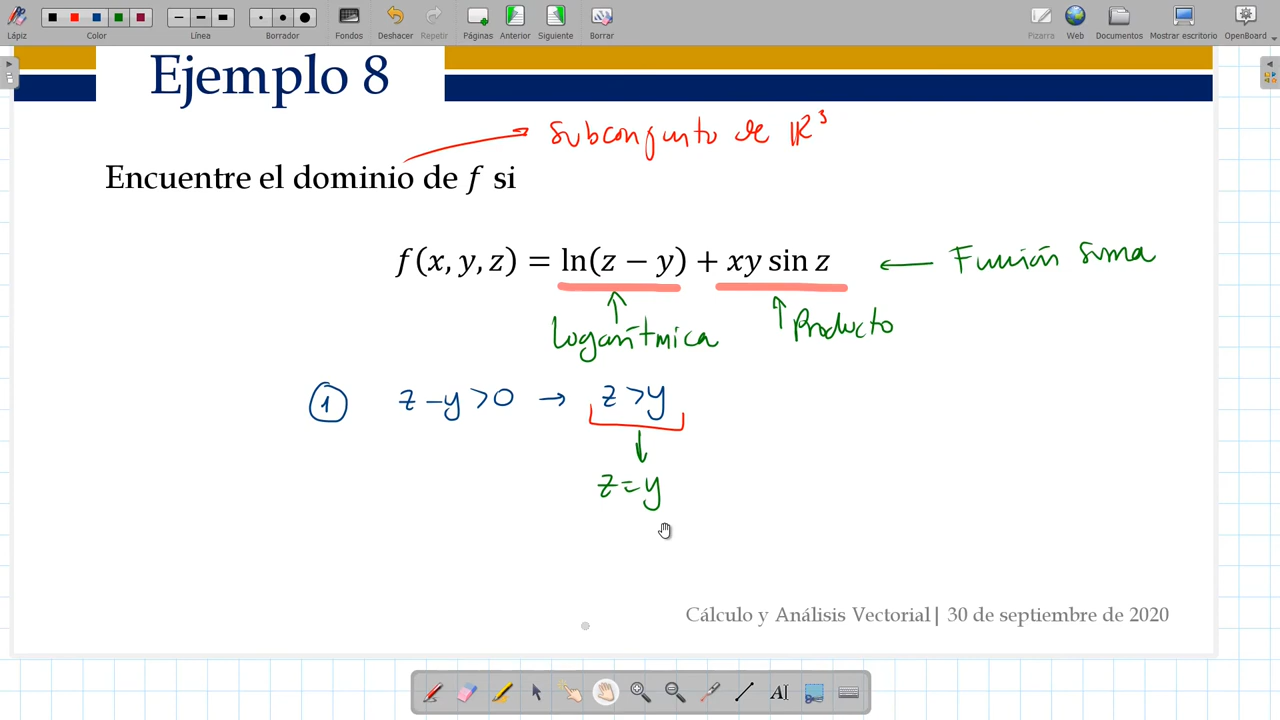 Lápiz Color Línea Borrador Fondos Deshacer Repetir Páginas Anterior Siguiente Borrar Pizarra Web Documentos Mostrar escritorio OpenBoard
Ejemplo 8
Subconjunto de ℝ³
Encuentre el dominio de f si
f(x, y, z) = ln(z − y) + xy sin z ← Función Suma
↑ Logarítmica ↑ Producto
① z − y > 0 → z > y
↓
z = y
Cálculo y Análisis Vectorial| 30 de septiembre de 2020